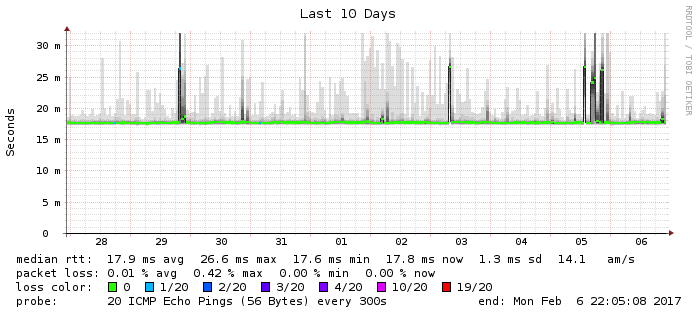 Last 10 Days
RRDTOOL / TOBI OETIKER
Seconds
30 m
25 m
20 m
15 m
10 m
5 m
0
28 29 30 31 01 02 03 04 05 06
median rtt: 17.9 ms avg 26.6 ms max 17.6 ms min 17.8 ms now 1.3 ms sd 14.1 am/s
packet loss: 0.01 % avg 0.42 % max 0.00 % min 0.00 % now
loss color: 0 1/20 2/20 3/20 4/20 10/20 19/20
probe: 20 ICMP Echo Pings (56 Bytes) every 300s end: Mon Feb 6 22:05:08 2017